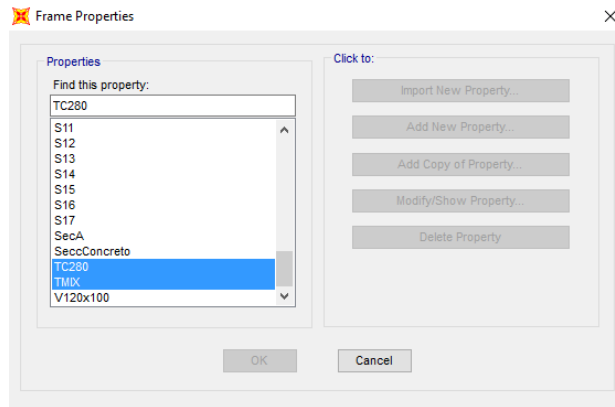 Frame Properties
Properties
Find this property:
TC280
S11
S12
S13
S14
S15
S16
S17
SecA
SeccConcreto
TC280
TMIX
V120x100
Click to:
Import New Property...
Add New Property...
Add Copy of Property...
Modify/Show Property...
Delete Property
OK
Cancel